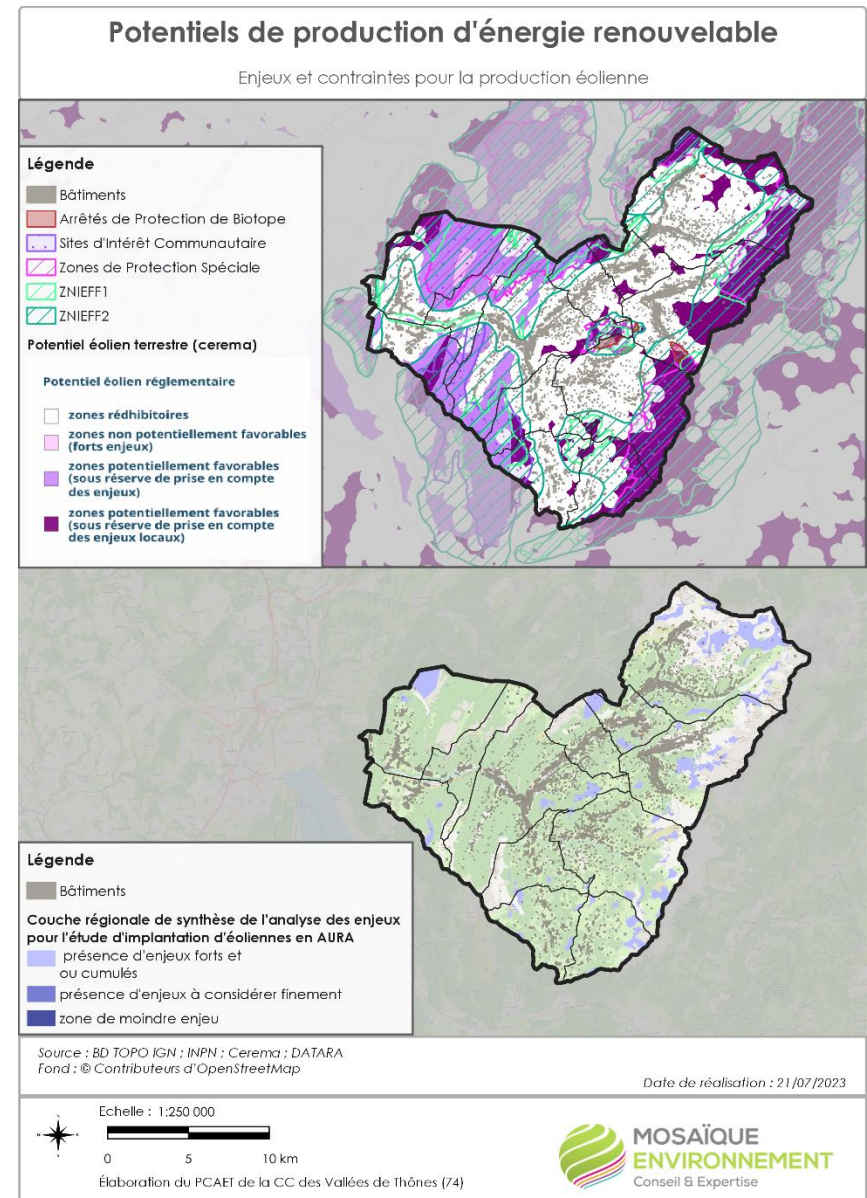 Potentiels de production d'énergie renouvelable
Enjeux et contraintes pour la production éolienne
Légende
Bâtiments
Arrêtés de Protection de Biotope
Sites d'Intérêt Communautaire
Zones de Protection Spéciale
ZNIEFF1
ZNIEFF2
Potentiel éolien terrestre (cerema)
Potentiel éolien réglementaire
zones rédhibitoires
zones non potentiellement favorables
(forts enjeux)
zones potentiellement favorables
(sous réserve de prise en compte
des enjeux)
zones potentiellement favorables
(sous réserve de prise en compte
des enjeux locaux)
Légende
Bâtiments
Couche régionale de synthèse de l'analyse des enjeux
pour l'étude d'implantation d'éoliennes en AURA
présence d'enjeux forts et
ou cumulés
présence d'enjeux à considérer finement
zone de moindre enjeu
Source : BD TOPO IGN ; INPN ; Cerema ; DATARA
Fond : © Contributeurs d'OpenStreetMap
Date de réalisation : 21/07/2023
Echelle : 1:250 000
0 5 10 km
Élaboration du PCAET de la CC des Vallées de Thônes (74)
MOSAÏQUE
ENVIRONNEMENT
Conseil & Expertise